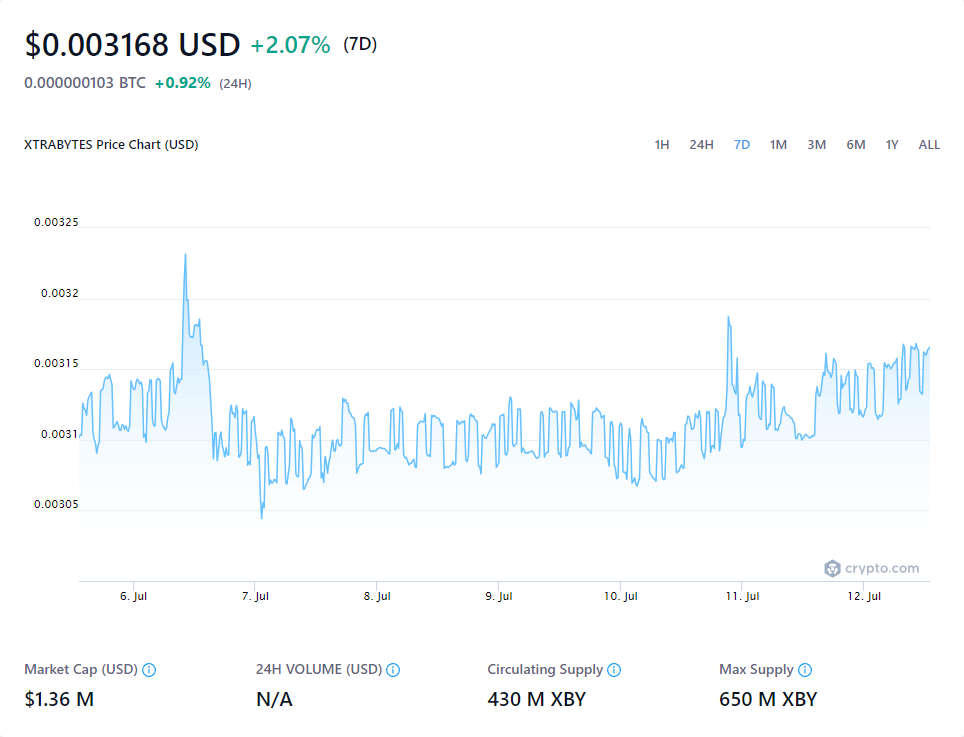 $0.003168 USD +2.07% (7D)
0.000000103 BTC +0.92% (24H)
XTRABYTES Price Chart (USD) 1H 24H 7D 1M 3M 6M 1Y ALL
0.00325
0.0032
0.00315
0.0031
0.00305
crypto.com
6. Jul 7. Jul 8. Jul 9. Jul 10. Jul 11. Jul 12. Jul
Market Cap (USD) 24H VOLUME (USD) Circulating Supply Max Supply
$1.36 M N/A 430 M XBY 650 M XBY